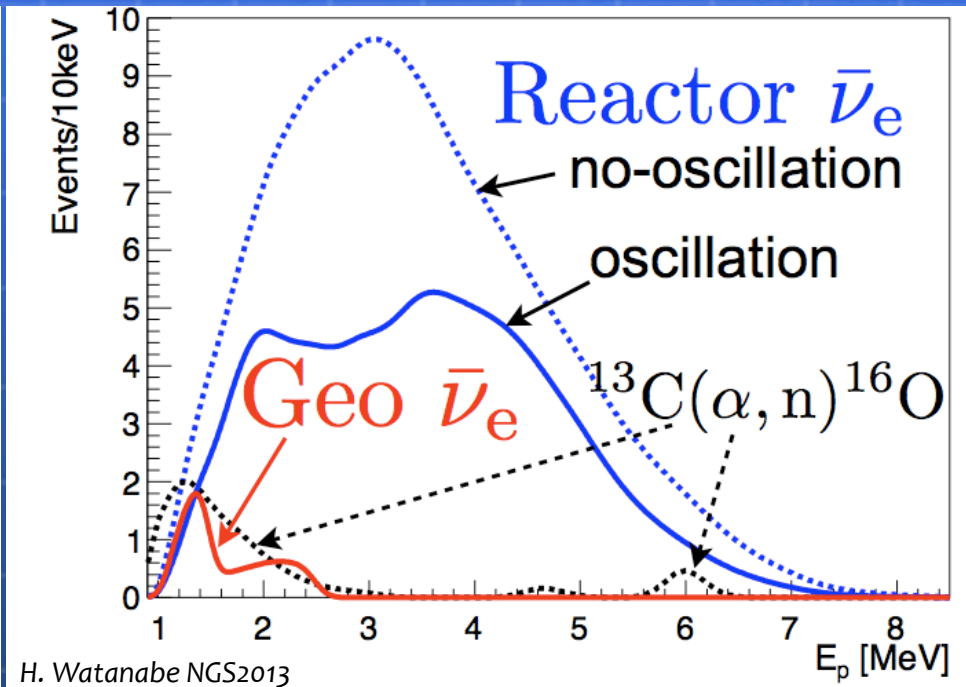 Events/10keV
10
9
8
7
6
5
4
3
2
1
0
Reactor ν̄ₑ
no-oscillation
oscillation
Geo ν̄ₑ
¹³C(α, n)¹⁶O
1 2 3 4 5 6 7 8
Eₚ [MeV]
H. Watanabe NGS2013